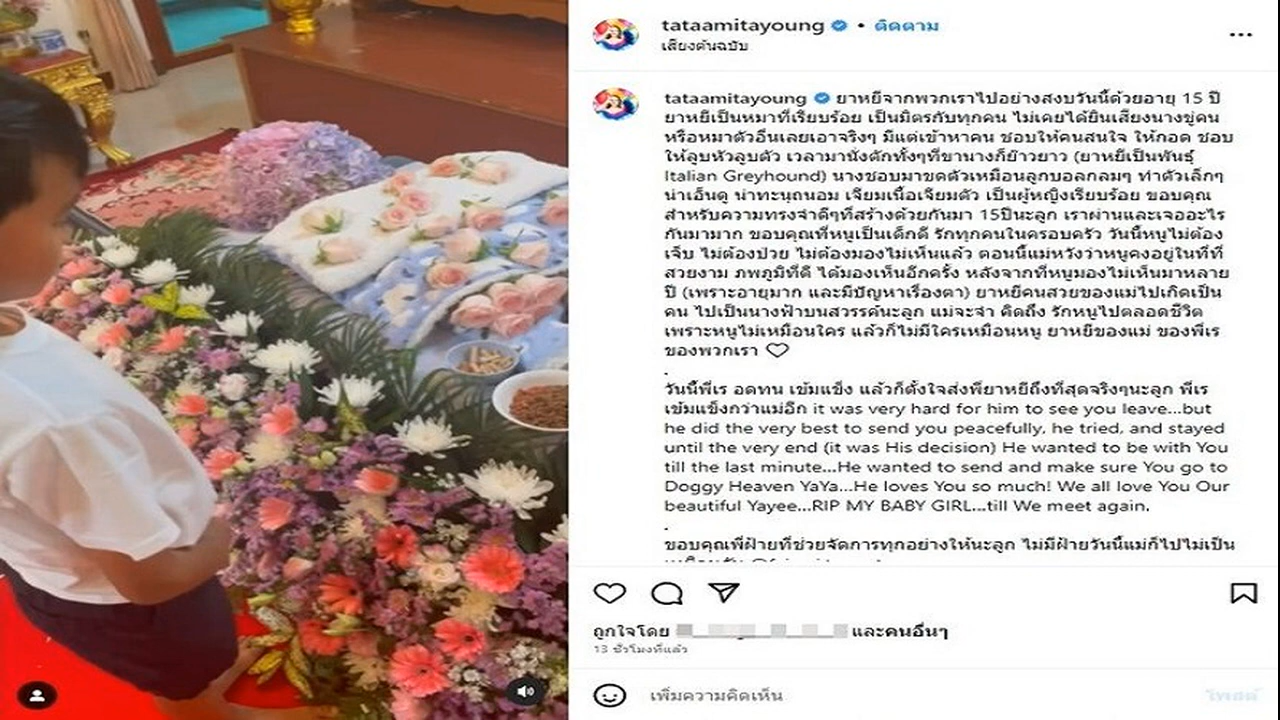 tataamitayoung • ติดตาม
เสียงต้นฉบับ
tataamitayoung ยาหยีจากพวกเราไปอย่างสงบวันนี้ด้วยอายุ 15 ปี
ยาหยีเป็นหมาที่เรียบร้อย เป็นมิตรกับทุกคน ไม่เคยได้ยินเสียงนางขู่คน
หรือหมาตัวอื่นเลยเอาจริงๆ มีแต่เข้าหาคน ชอบให้คนสนใจ ให้กอด ชอบ
ให้ลูบหัวลูบตัว เวลามานั่งตักทั้งๆที่ขานางก็ย๊าวยาว (ยาหยีเป็นพันธุ์
Italian Greyhound) นางชอบมาขดตัวเหมือนลูกบอลกลมๆ ทำตัวเล็กๆ
น่าเอ็นดู น่าทะนุถนอม เจียมเนื้อเจียมตัว เป็นผู้หญิงเรียบร้อย ขอบคุณ
สำหรับความทรงจำดีๆที่สร้างด้วยกันมา 15ปีนะลูก เราผ่านและเจออะไร
กันมามาก ขอบคุณที่หนูเป็นเด็กดี รักทุกคนในครอบครัว วันนี้หนูไม่ต้อง
เจ็บ ไม่ต้องป่วย ไม่ต้องมองไม่เห็นแล้ว ตอนนี้แม่หวังว่าหนูคงอยู่ในที่ที่
สวยงาม ภพภูมิที่ดี ได้มองเห็นอีกครั้ง หลังจากที่หนูมองไม่เห็นมาหลาย
ปี (เพราะอายุมาก และมีปัญหาเรื่องตา) ยาหยีคนสวยของแม่ไปเกิดเป็น
คน ไปเป็นนางฟ้าบนสวรรค์นะลูก แม่จะจำ คิดถึง รักหนูไปตลอดชีวิต
เพราะหนูไม่เหมือนใคร แล้วก็ไม่มีใครเหมือนหนู ยาหยีของแม่ ของพี่เร
ของพวกเรา ♡
.
วันนี้พี่เร อดทน เข้มแข็ง แล้วก็ตั้งใจส่งพี่ยาหยีถึงที่สุดจริงๆนะลูก พี่เร
เข้มแข็งกว่าแม่อีก it was very hard for him to see you leave...but
he did the very best to send you peacefully, he tried, and stayed
until the very end (it was His decision) He wanted to be with You
till the last minute...He wanted to send and make sure You go to
Doggy Heaven YaYa...He loves You so much! We all love You Our
beautiful Yayee...RIP MY BABY GIRL...till We meet again.
.
ขอบคุณพี่ฝ้ายที่ช่วยจัดการทุกอย่างให้นะลูก ไม่มีฝ้ายวันนี้แม่ก็ไปไม่เป็น
ถูกใจโดย และคนอื่นๆ
13 ชั่วโมงที่แล้ว
เพิ่มความคิดเห็น
โพสต์